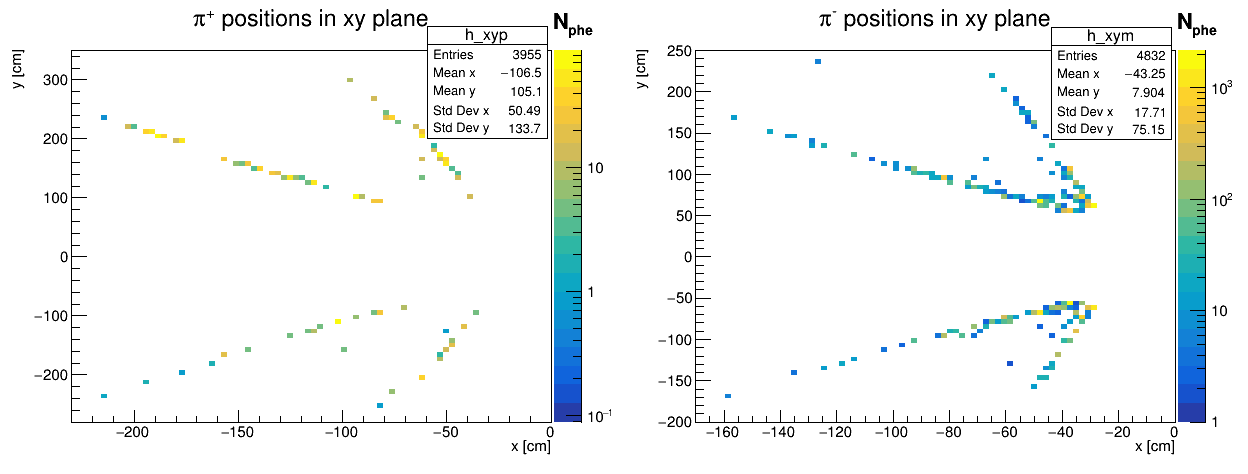 π⁺ positions in xy plane
N_phe
h_xyp
Entries 3955
Mean x −106.5
Mean y 105.1
Std Dev x 50.49
Std Dev y 133.7
y [cm]
300
200
100
0
−100
−200
−200 −150 −100 −50 0
x [cm]
10
1
10⁻¹
π⁻ positions in xy plane
N_phe
h_xym
Entries 4832
Mean x −43.25
Mean y 7.904
Std Dev x 17.71
Std Dev y 75.15
y [cm]
250
200
150
100
50
0
−50
−100
−150
−200
−160 −140 −120 −100 −80 −60 −40 −20 0
x [cm]
10³
10²
10
1